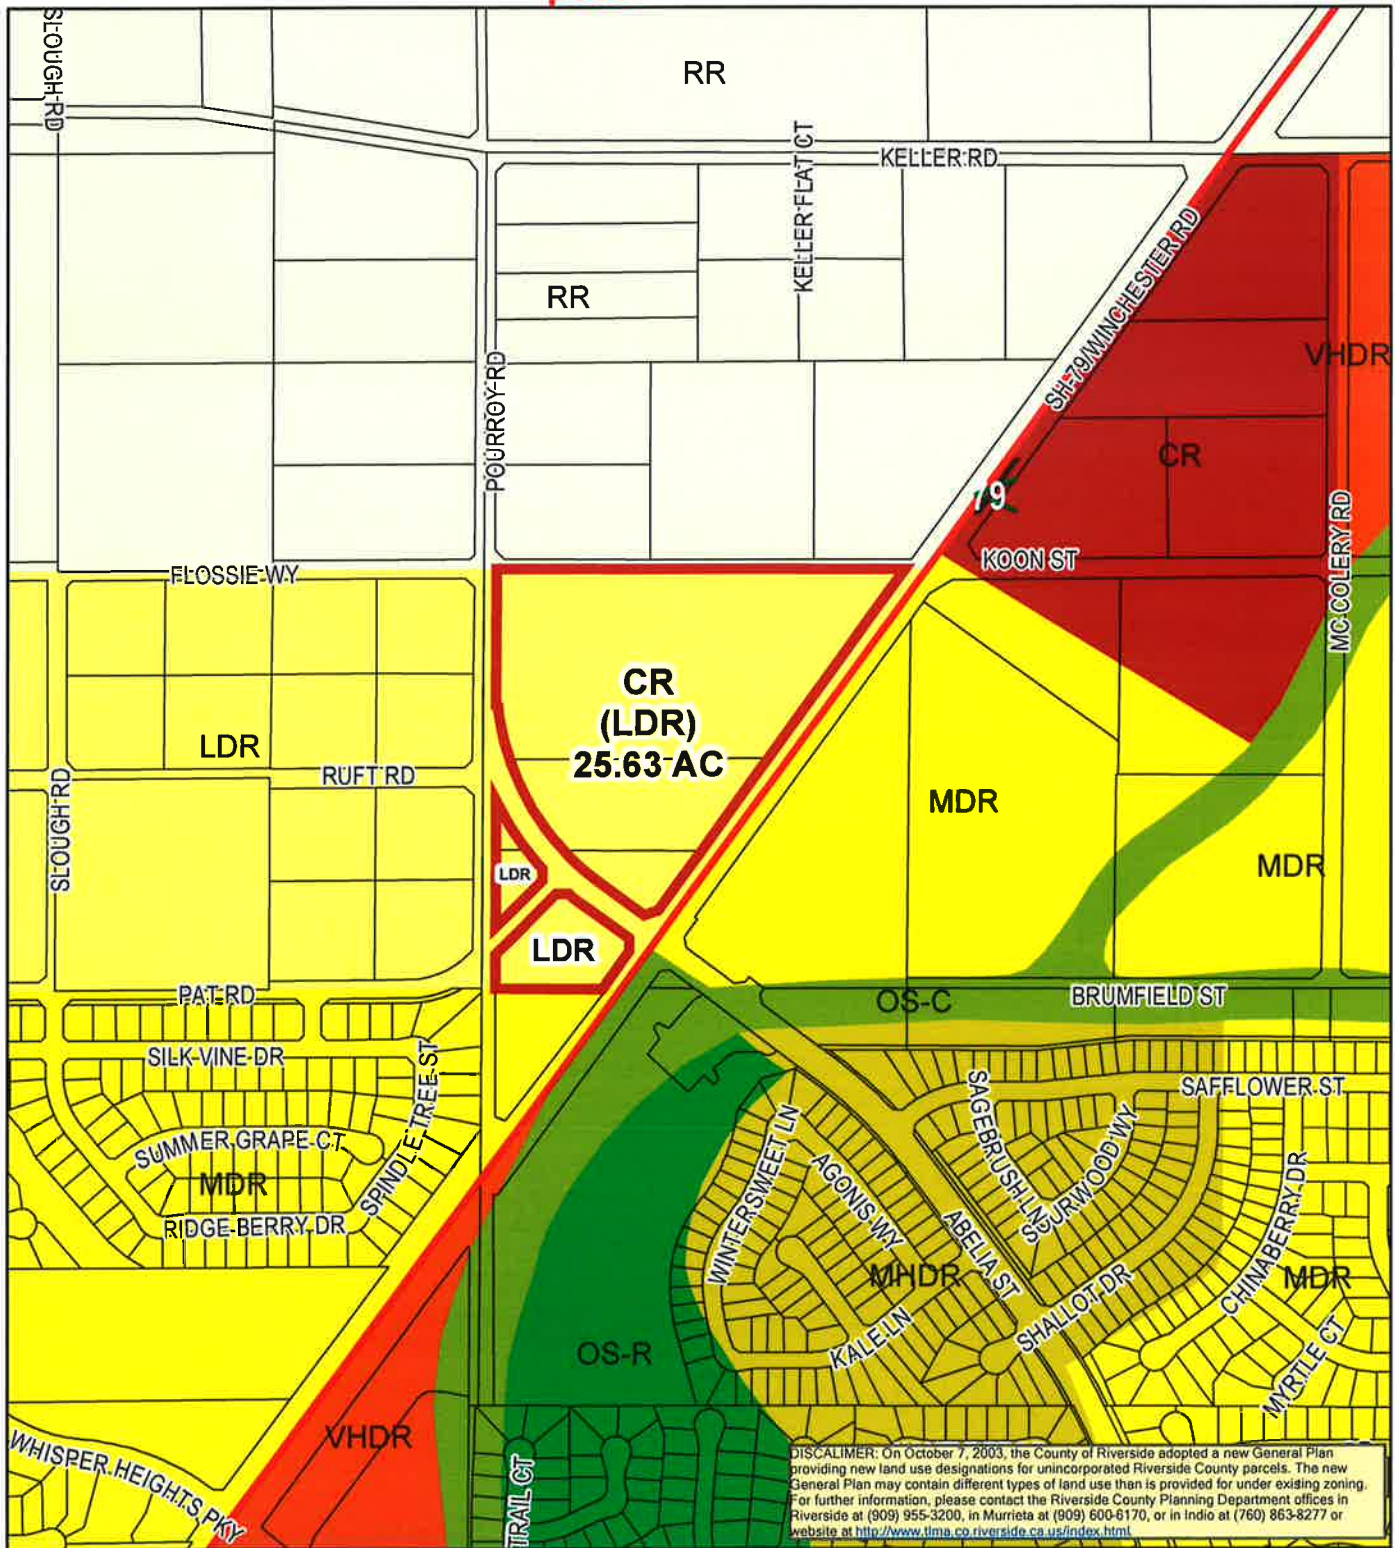 SLOUGH RD
RR
KELLER RD
KELLER FLAT CT
SH-79/WINCHESTER RD
RR
POURROY RD
VHDR
CR
79
MC COLERY RD
KOON ST
FLOSSIE WY
CR
(LDR)
25.63 AC
LDR
RUFT RD
SLOUGH RD
MDR
MDR
LDR
LDR
PAT RD
OS-C
BRUMFIELD ST
SILK VINE DR
SPINDLE TREE ST
SAGEBRUSH LN
SAFFLOWER ST
SUMMER GRAPE CT
WINTERSWEET LN
AGONIS WY
SOURWOOD WY
CHINABERRY DR
MDR
RIDGE BERRY DR
ABELIA ST
MHDR
SHALLOT DR
MDR
KALE LN
OS-R
MYRTLE CT
VHDR
WHISPER HEIGHTS PKY
TRAIL CT
DISCALIMER: On October 7, 2003, the County of Riverside adopted a new General Plan
providing new land use designations for unincorporated Riverside County parcels. The new
General Plan may contain different types of land use than is provided for under existing zoning.
For further information, please contact the Riverside County Planning Department offices in
Riverside at (909) 955-3200, in Murrieta at (909) 600-6170, or in Indio at (760) 863-8277 or
website at http://www.tlma.co.riverside.ca.us/index.html